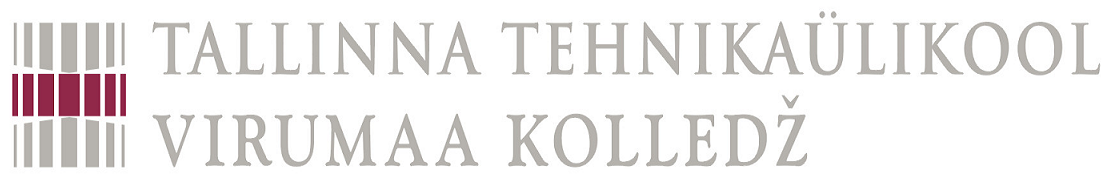 TALLINNA TEHNIKAÜLIKOOL
VIRUMAA KOLLEDŽ